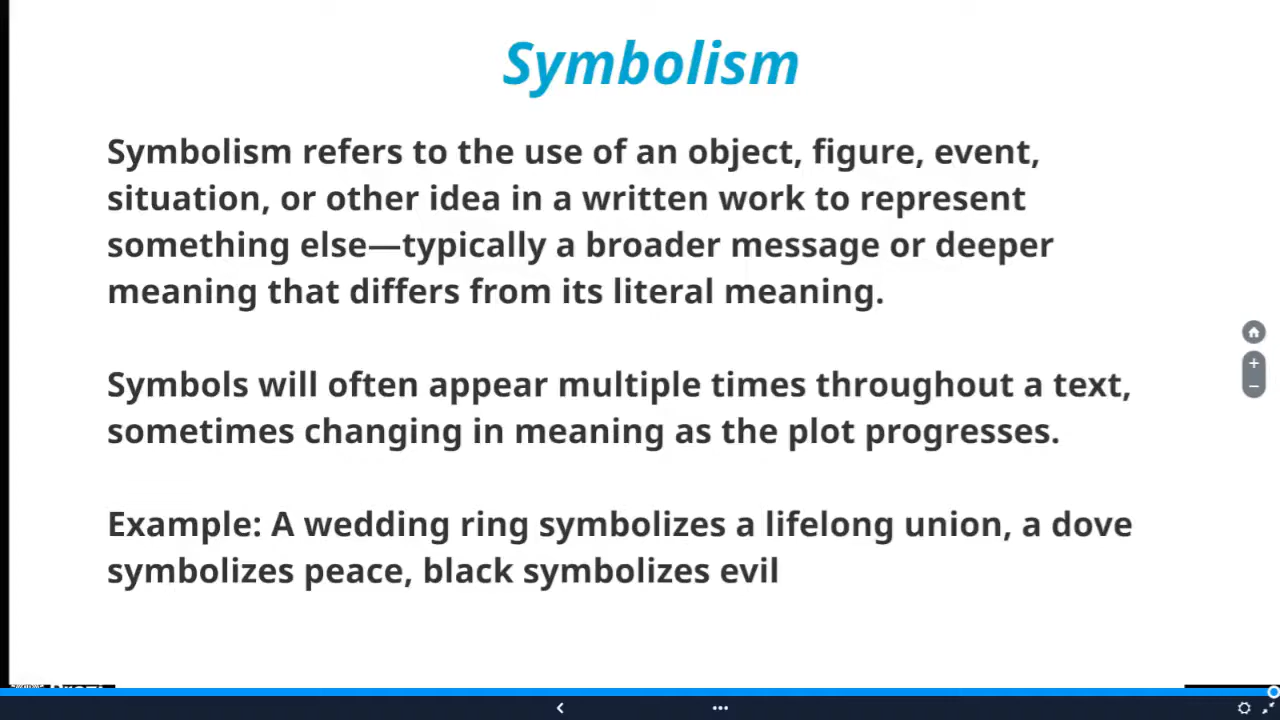 Symbolism
Symbolism refers to the use of an object, figure, event,
situation, or other idea in a written work to represent
something else—typically a broader message or deeper
meaning that differs from its literal meaning.
Symbols will often appear multiple times throughout a text,
sometimes changing in meaning as the plot progresses.
Example: A wedding ring symbolizes a lifelong union, a dove
symbolizes peace, black symbolizes evil